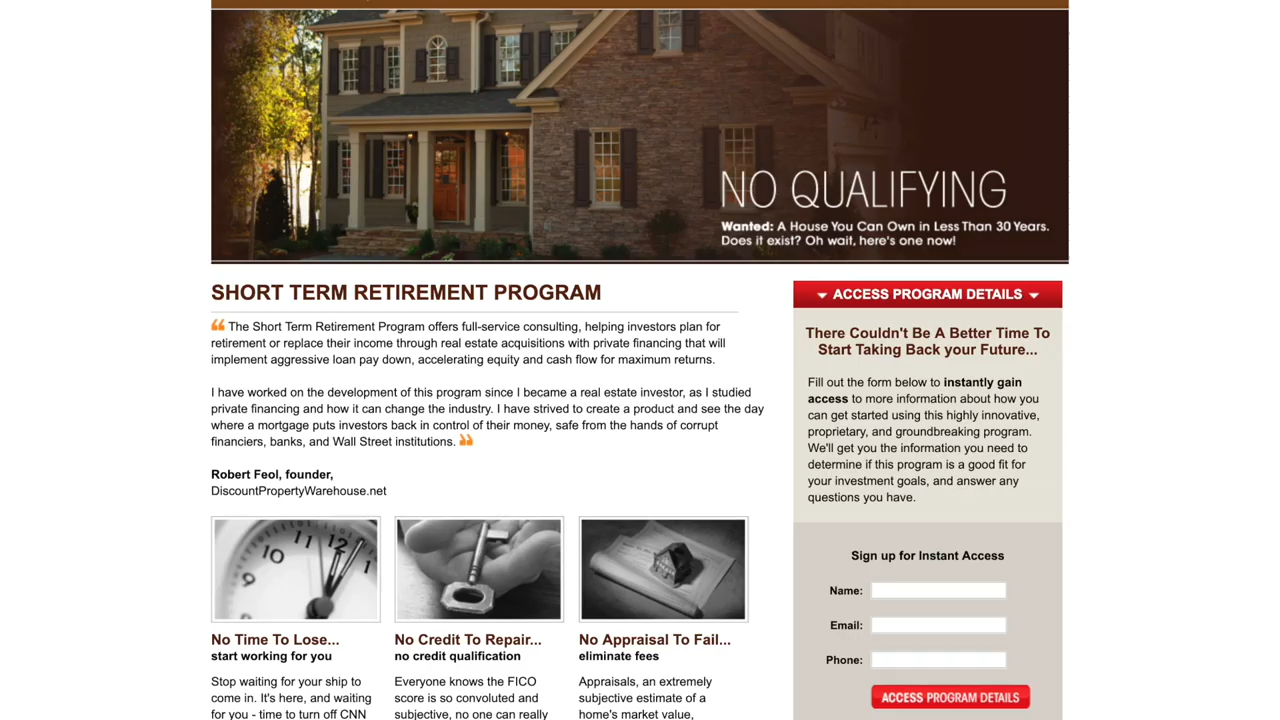 NO QUALIFYING
Wanted: A House You Can Own in Less Than 30 Years.
Does it exist? Oh wait, here's one now!
SHORT TERM RETIREMENT PROGRAM
❝ The Short Term Retirement Program offers full-service consulting, helping investors plan for
retirement or replace their income through real estate acquisitions with private financing that will
implement aggressive loan pay down, accelerating equity and cash flow for maximum returns.
I have worked on the development of this program since I became a real estate investor, as I studied
private financing and how it can change the industry. I have strived to create a product and see the day
where a mortgage puts investors back in control of their money, safe from the hands of corrupt
financiers, banks, and Wall Street institutions. ❞
Robert Feol, founder,
DiscountPropertyWarehouse.net
9
10
11
12
1
No Time To Lose...
start working for you
Stop waiting for your ship to
come in. It's here, and waiting
for you - time to turn off CNN
No Credit To Repair...
no credit qualification
Everyone knows the FICO
score is so convoluted and
subjective, no one can really
No Appraisal To Fail...
eliminate fees
Appraisals, an extremely
subjective estimate of a
home's market value,
ACCESS PROGRAM DETAILS
There Couldn't Be A Better Time To
Start Taking Back your Future...
Fill out the form below to instantly gain
access to more information about how you
can get started using this highly innovative,
proprietary, and groundbreaking program.
We'll get you the information you need to
determine if this program is a good fit for
your investment goals, and answer any
questions you have.
Sign up for Instant Access
Name:
Email:
Phone:
ACCESS PROGRAM DETAILS